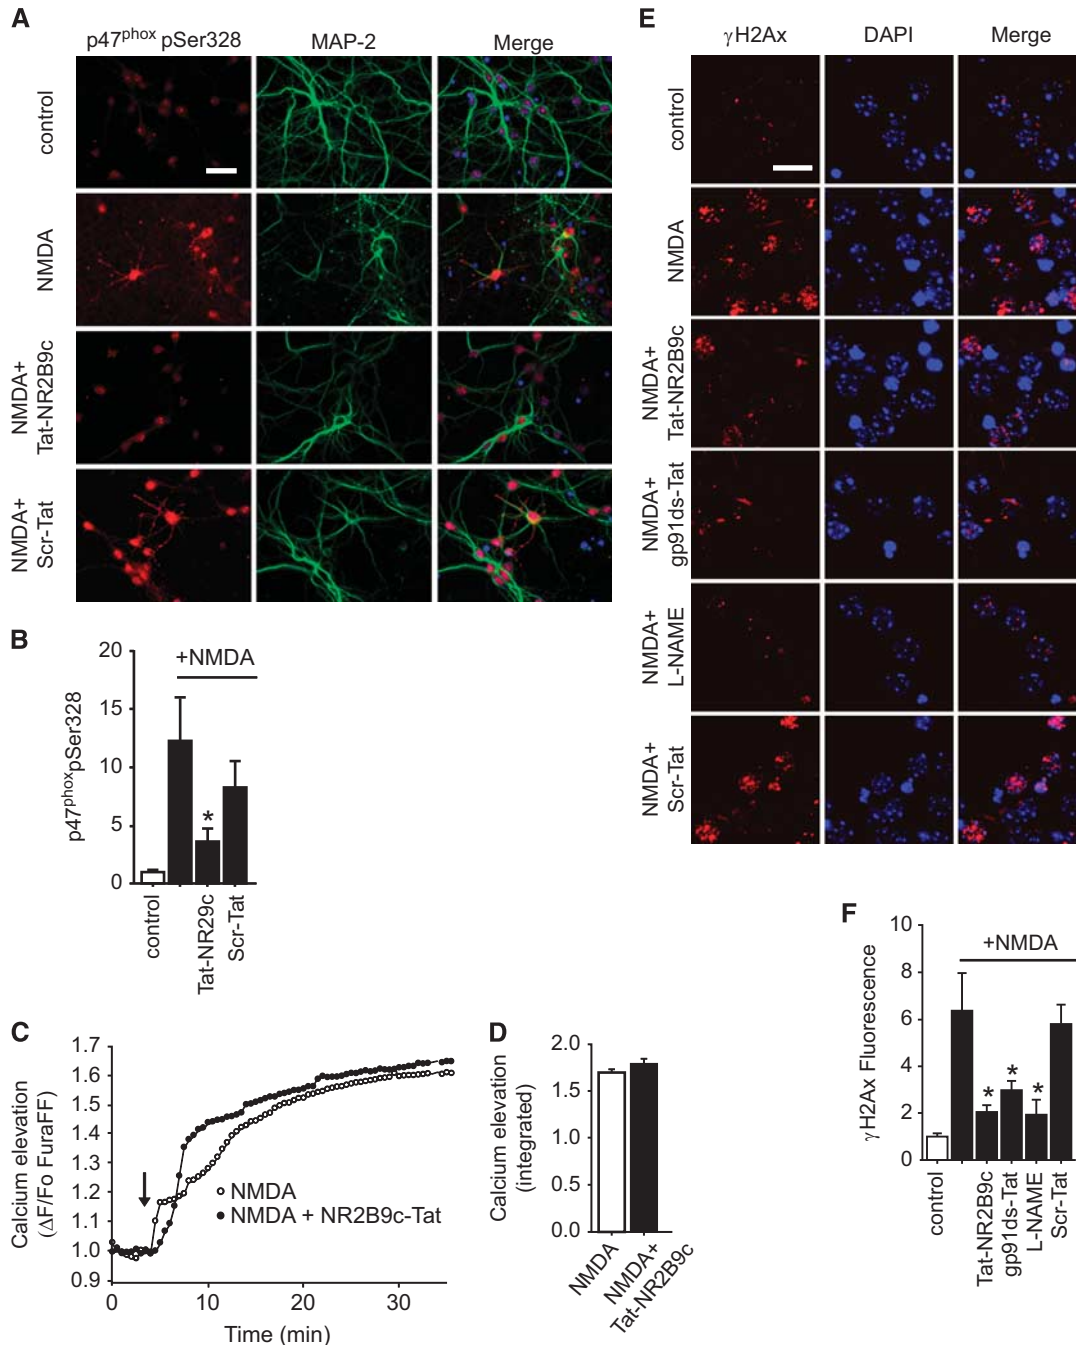 A
p47phox pSer328 MAP-2 Merge
control
NMDA
NMDA+
Tat-NR2B9c
NMDA+
Scr-Tat
B
p47phoxpSer328
20
15
10
5
0
+NMDA
*
control
Tat-NR29c
Scr-Tat
C
Calcium elevation
(ΔF/Fo FuraFF)
1.7
1.6
1.5
1.4
1.3
1.2
1.1
1.0
0.9
NMDA
NMDA + NR2B9c-Tat
0 10 20 30
Time (min)
D
Calcium elevation
(integrated)
2.0
1.5
1.0
0.5
0.0
NMDA
NMDA+
Tat-NR2B9c
E
γH2Ax DAPI Merge
control
NMDA
NMDA+
Tat-NR2B9c
NMDA+
gp91ds-Tat
NMDA+
L-NAME
NMDA+
Scr-Tat
F
γH2Ax Fluorescence
10
8
6
4
2
0
+NMDA
* * *
control
Tat-NR2B9c
gp91ds-Tat
L-NAME
Scr-Tat